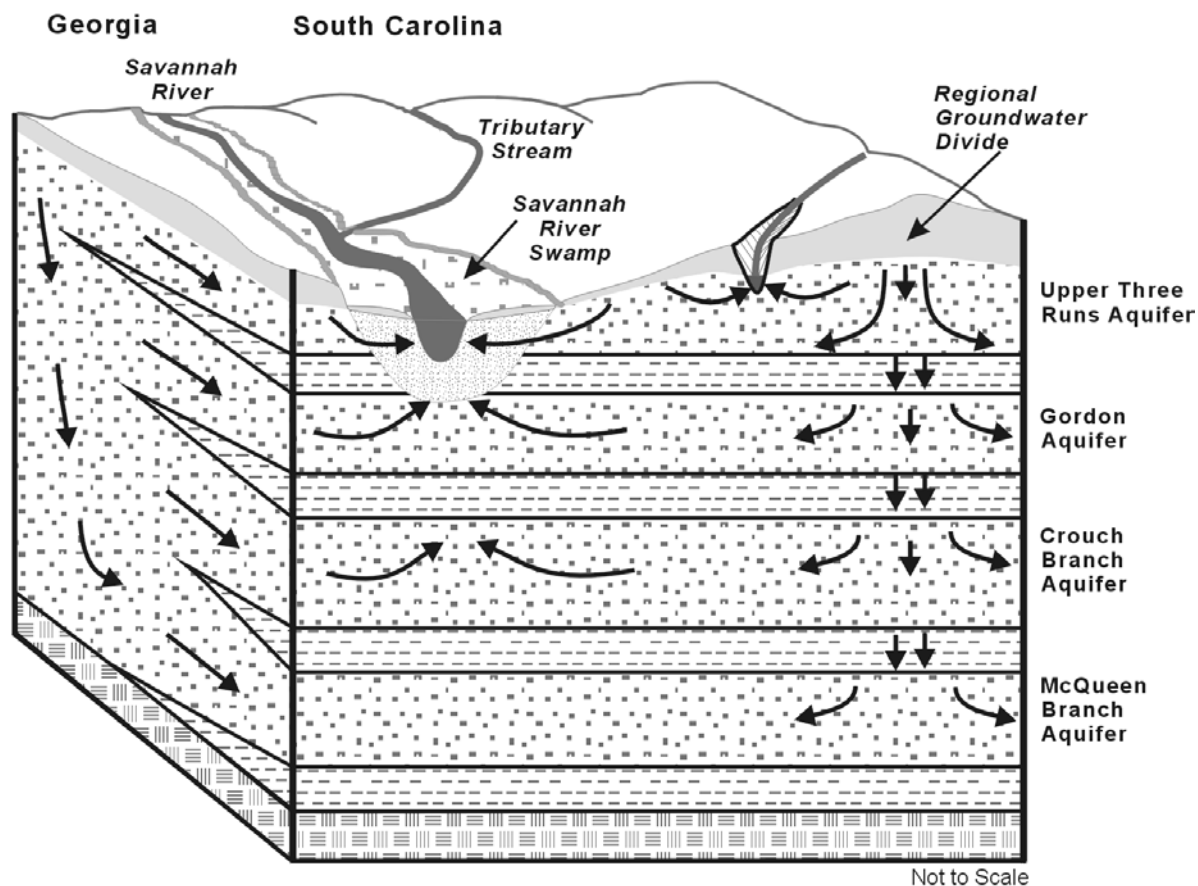 Georgia
South Carolina
Savannah
River
Tributary
Stream
Savannah
River
Swamp
Regional
Groundwater
Divide
Upper Three
Runs Aquifer
Gordon
Aquifer
Crouch
Branch
Aquifer
McQueen
Branch
Aquifer
Not to Scale